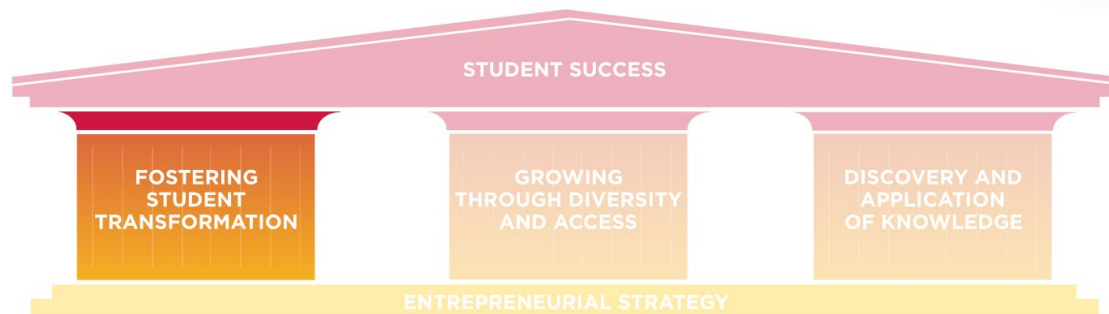 STUDENT SUCCESS
FOSTERING
STUDENT
TRANSFORMATION
GROWING
THROUGH DIVERSITY
AND ACCESS
DISCOVERY AND
APPLICATION
OF KNOWLEDGE
ENTREPRENEURIAL STRATEGY